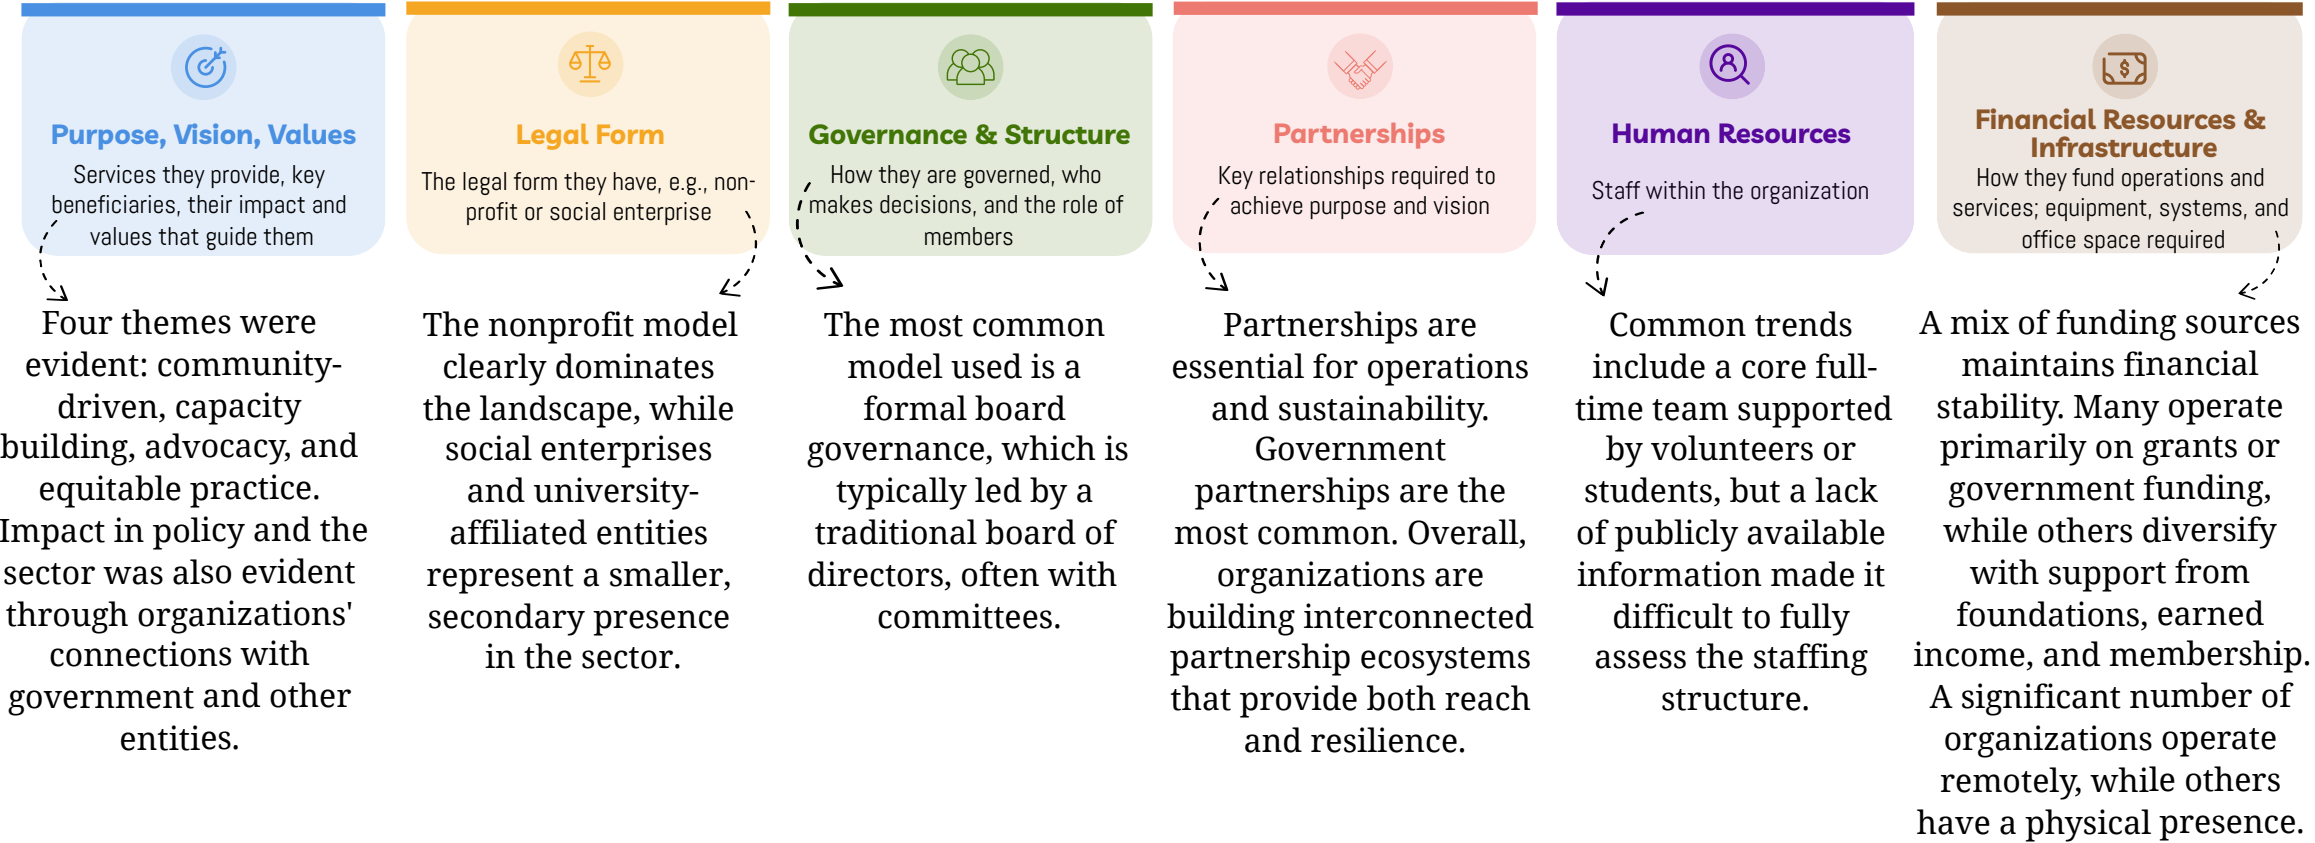 Purpose, Vision, Values
Services they provide, key
beneficiaries, their impact and
values that guide them
Four themes were
evident: community-
driven, capacity
building, advocacy, and
equitable practice.
Impact in policy and the
sector was also evident
through organizations'
connections with
government and other
entities.
Legal Form
The legal form they have, e.g., non-
profit or social enterprise
The nonprofit model
clearly dominates
the landscape, while
social enterprises
and university-
affiliated entities
represent a smaller,
secondary presence
in the sector.
Governance & Structure
How they are governed, who
makes decisions, and the role of
members
The most common
model used is a
formal board
governance, which is
typically led by a
traditional board of
directors, often with
committees.
Partnerships
Key relationships required to
achieve purpose and vision
Partnerships are
essential for operations
and sustainability.
Government
partnerships are the
most common. Overall,
organizations are
building interconnected
partnership ecosystems
that provide both reach
and resilience.
Human Resources
Staff within the organization
Common trends
include a core full-
time team supported
by volunteers or
students, but a lack
of publicly available
information made it
difficult to fully
assess the staffing
structure.
Financial Resources &
Infrastructure
How they fund operations and
services; equipment, systems, and
office space required
A mix of funding sources
maintains financial
stability. Many operate
primarily on grants or
government funding,
while others diversify
with support from
foundations, earned
income, and membership.
A significant number of
organizations operate
remotely, while others
have a physical presence.